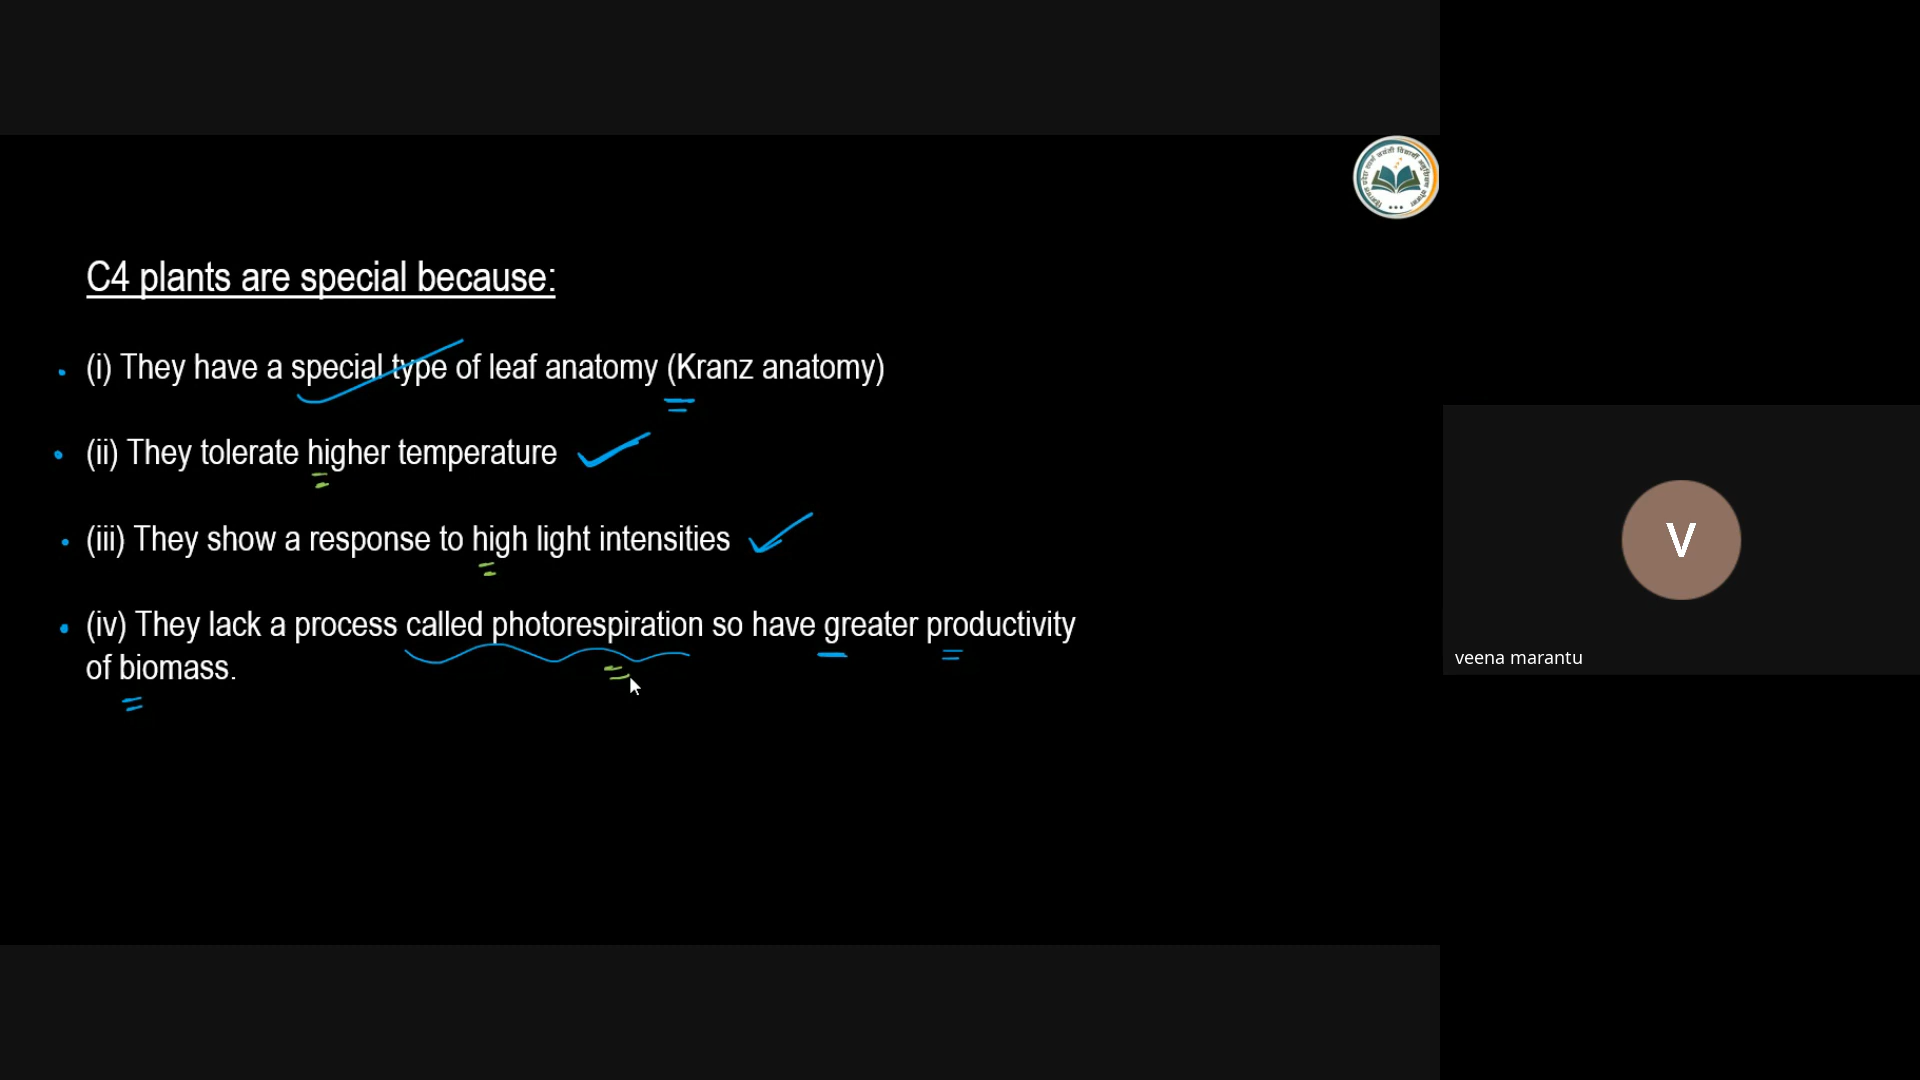 C4 plants are special because:
(i) They have a special type of leaf anatomy (Kranz anatomy)
(ii) They tolerate higher temperature
(iii) They show a response to high light intensities
(iv) They lack a process called photorespiration so have greater productivity
of biomass.
V
veena marantu